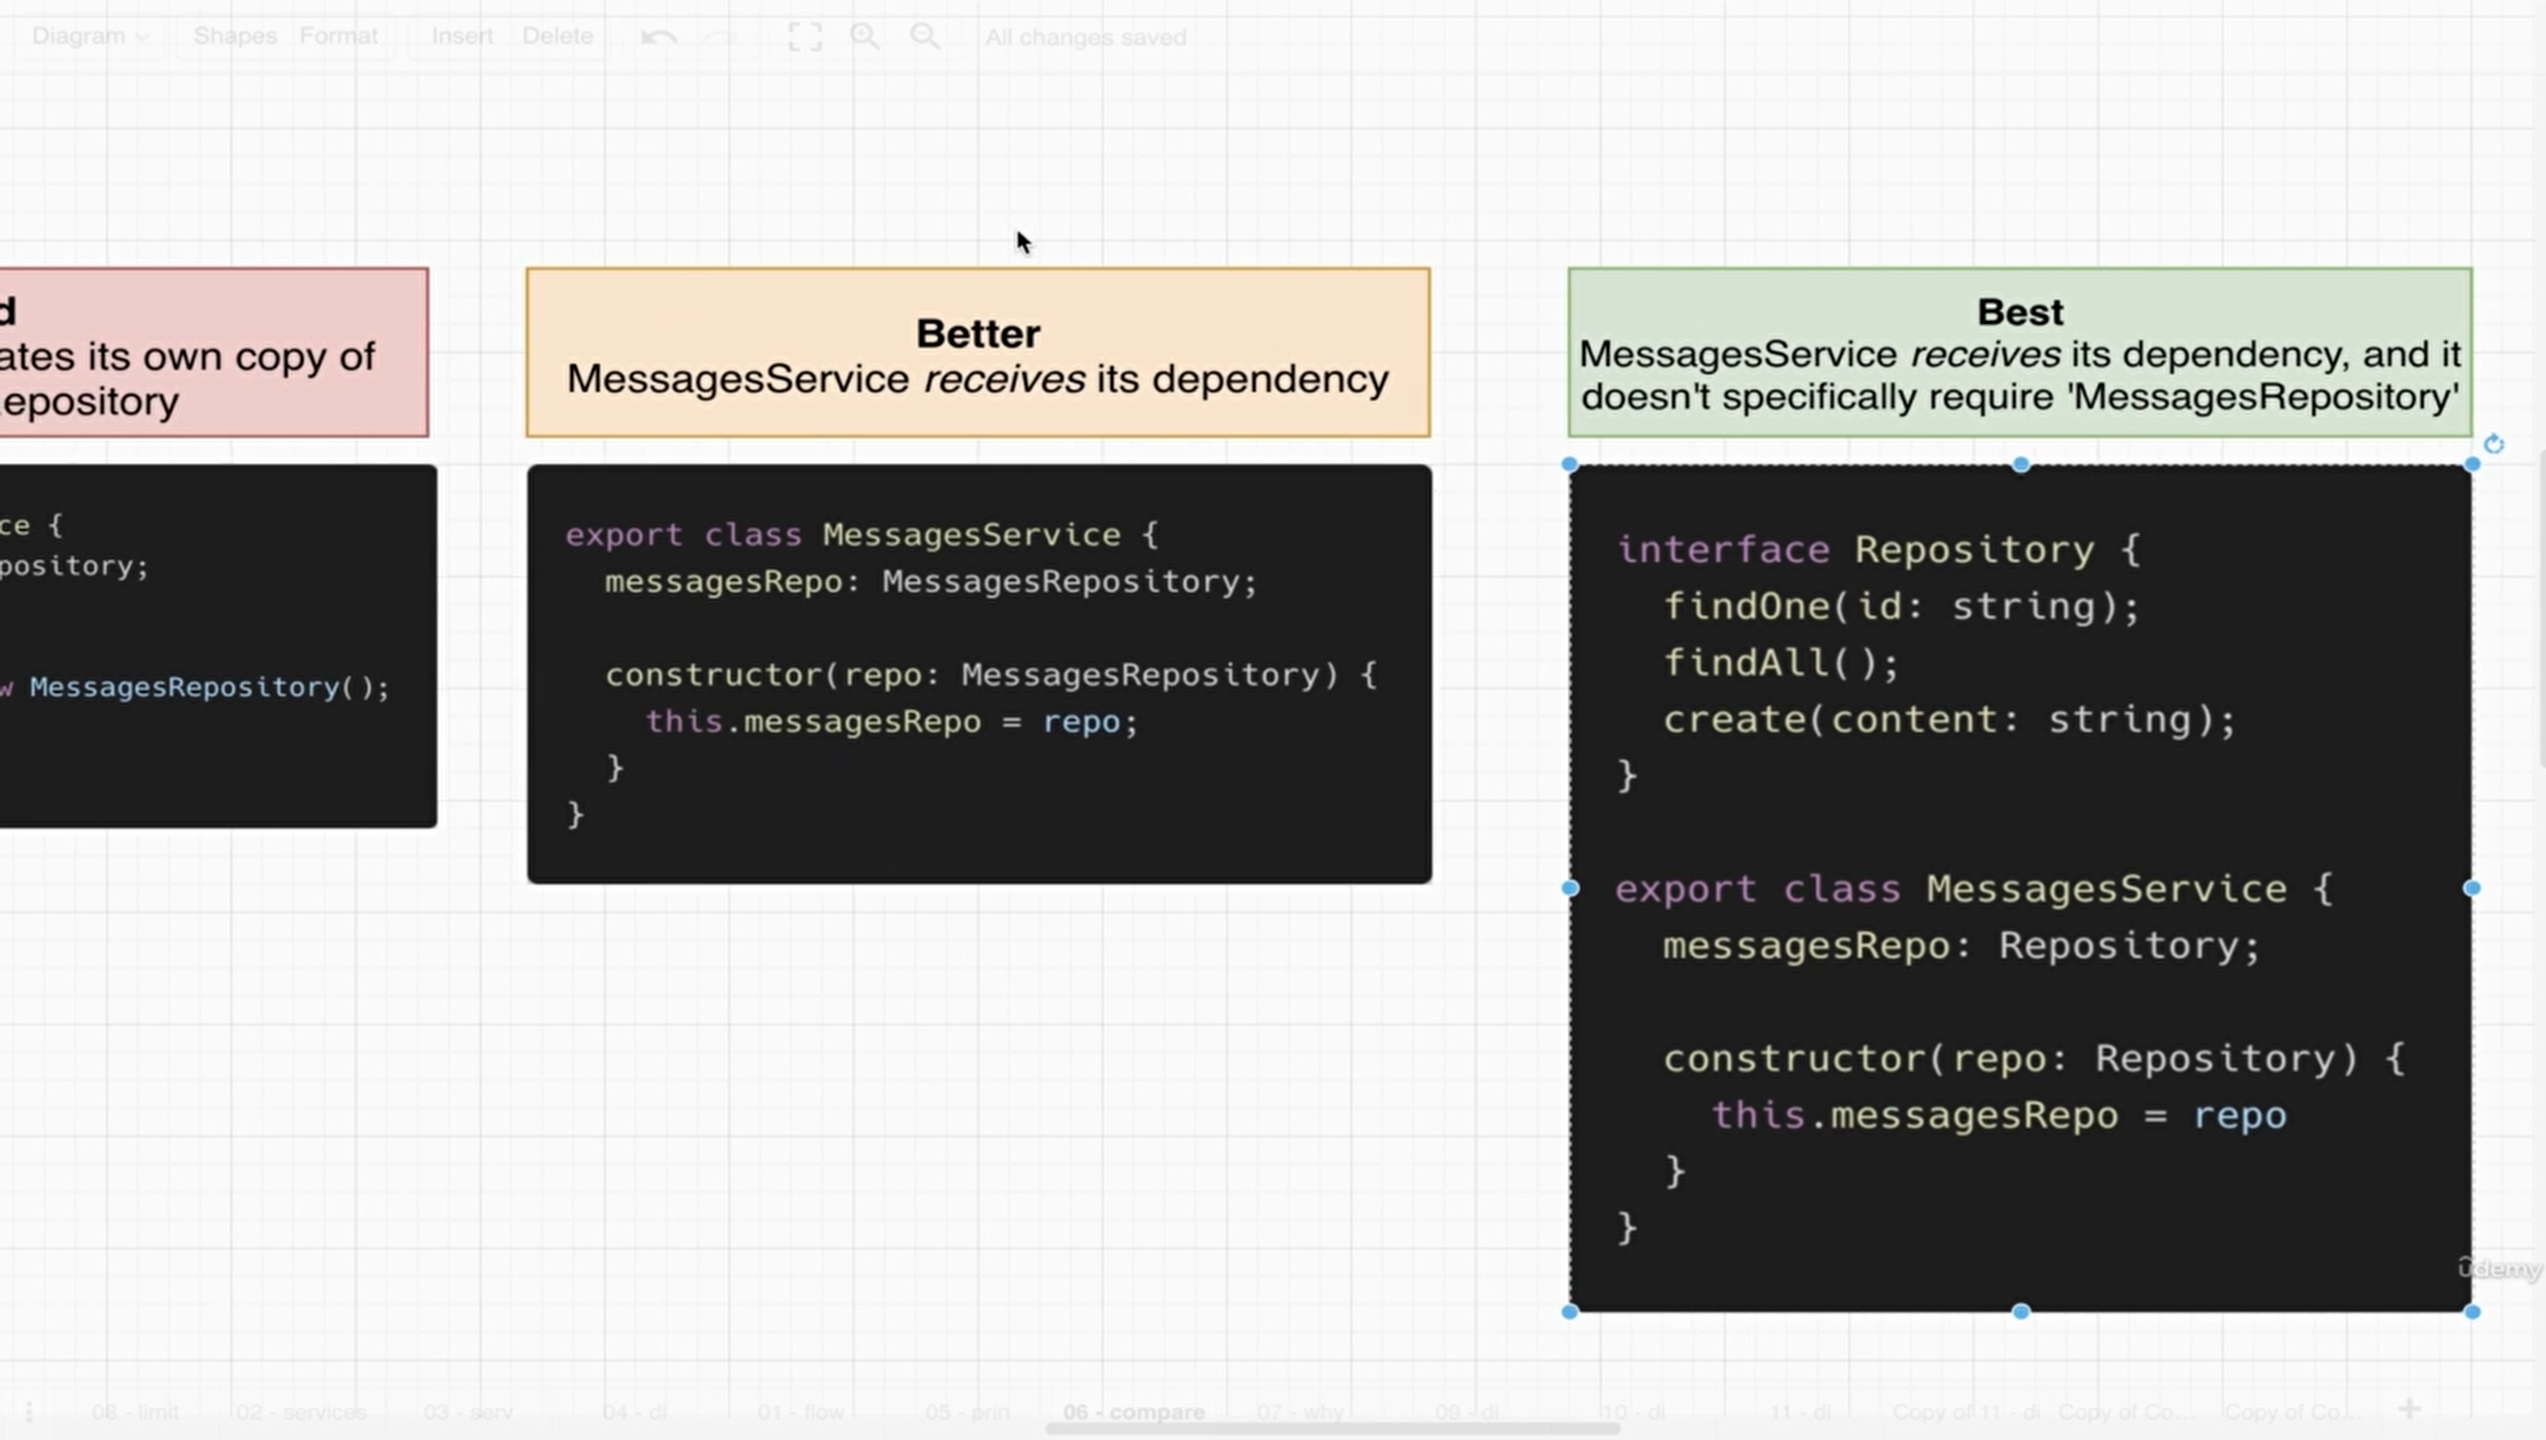 Diagram Shapes Format Insert Delete All changes saved
d
ates its own copy of
epository
ce {
pository;
w MessagesRepository();
Better
MessagesService receives its dependency
export class MessagesService {
messagesRepo: MessagesRepository;
constructor(repo: MessagesRepository) {
this.messagesRepo = repo;
}
}
Best
MessagesService receives its dependency, and it
doesn't specifically require 'MessagesRepository'
interface Repository {
findOne(id: string);
findAll();
create(content: string);
}
export class MessagesService {
messagesRepo: Repository;
constructor(repo: Repository) {
this.messagesRepo = repo
}
}
udemy
08 - limit 02 - services 03 - serv 04 - di 01 - flow 05 - prin 06 - compare 07 - why 09 - di 10 - di 11 - di Copy of 11 - di Copy of Co... Copy of Co...